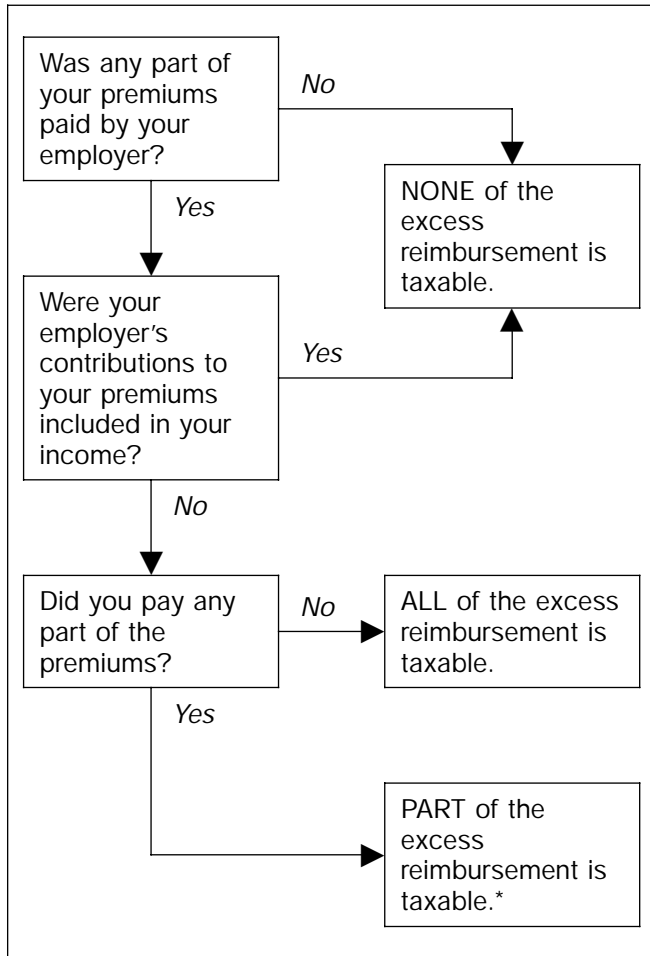 Was any part of
your premiums
paid by your
employer?
No
Yes
NONE of the
excess
reimbursement is
taxable.
Were your
employer's
contributions to
your premiums
included in your
income?
Yes
No
Did you pay any
part of the
premiums?
No
ALL of the excess
reimbursement is
taxable.
Yes
PART of the
excess
reimbursement is
taxable.*